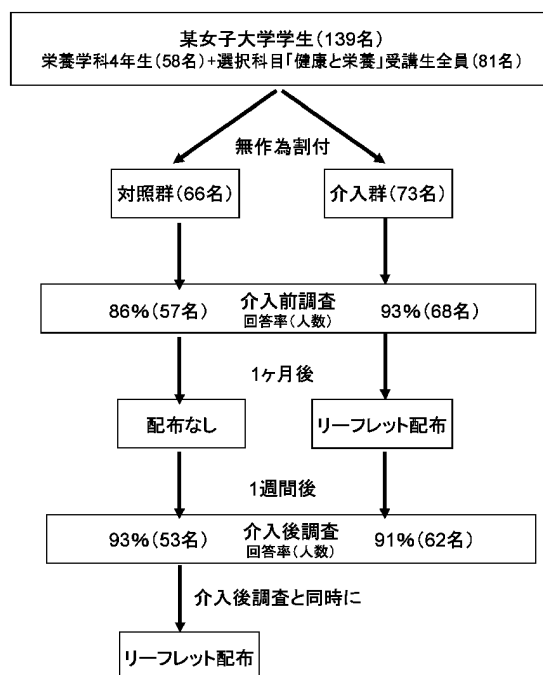 某女子大学学生(139名)
栄養学科4年生(58名)+選択科目「健康と栄養」受講生全員(81名)
無作為割付
対照群(66名)
介入群(73名)
86%(57名) 介入前調査 93%(68名)
回答率(人数)
1ヶ月後
配布なし
リーフレット配布
1週間後
93%(53名) 介入後調査 91%(62名)
回答率(人数)
介入後調査と同時に
リーフレット配布